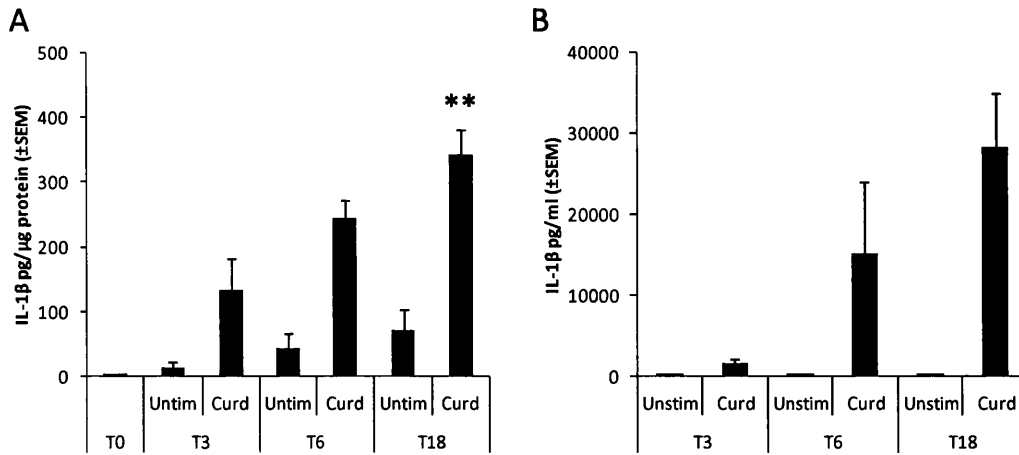 A
IL-1β pg/μg protein (±SEM)
500
400
300
200
100
0
**
Untim Curd Untim Curd Untim Curd
T0 T3 T6 T18
B
IL-1β pg/ml (±SEM)
40000
30000
20000
10000
0
Unstim Curd Unstim Curd Unstim Curd
T3 T6 T18